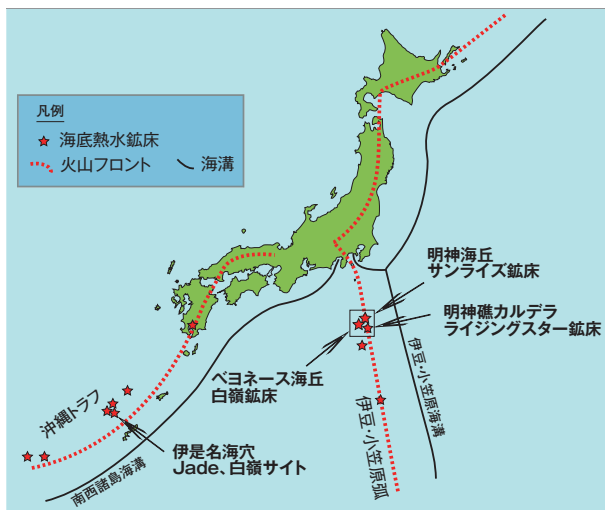 凡例
海底熱水鉱床
火山フロント
海溝
明神海丘
サンライズ鉱床
明神礁カルデラ
ライジングスター鉱床
ベヨネース海丘
白嶺鉱床
伊豆・小笠原海溝
伊豆・小笠原弧
沖縄トラフ
伊是名海穴
Jade、白嶺サイト
南西諸島海溝